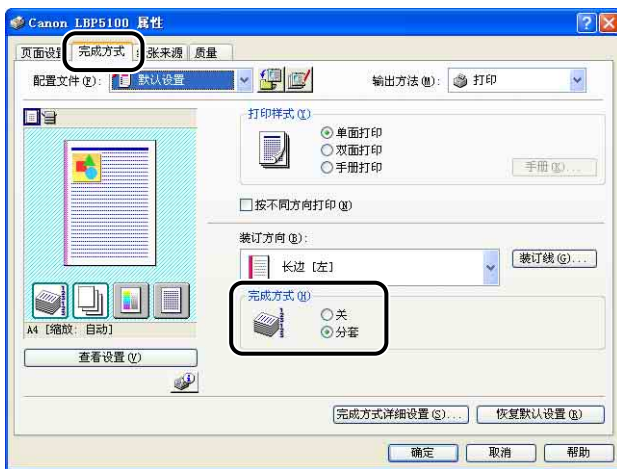 Canon LBP5100 属性
页面设 完成方式 张来源 质量
配置文件(F): 默认设置 输出方法(M): 打印
打印样式(Y)
单面打印
双面打印
手册打印 手册(K)...
按不同方向打印(N)
装订方向(B):
长边 [左] 装订线(G)...
完成方式(H)
关
分套
A4 [缩放: 自动]
查看设置(V)
完成方式详细设置(S)... 恢复默认设置(R)
确定 取消 帮助